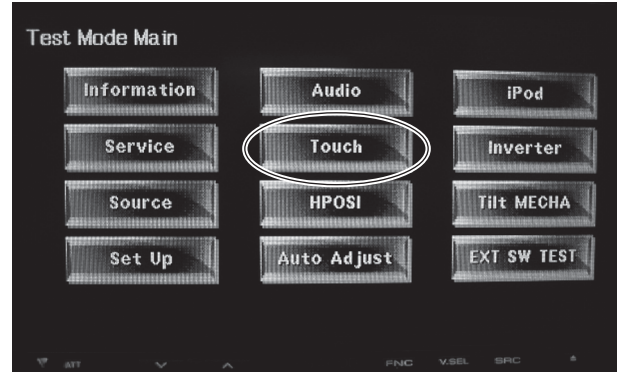 Test Mode Main
Information Audio iPod
Service Touch Inverter
Source HPOSI Tilt MECHA
Set Up Auto Adjust EXT SW TEST
ATT FNC V.SEL SRC